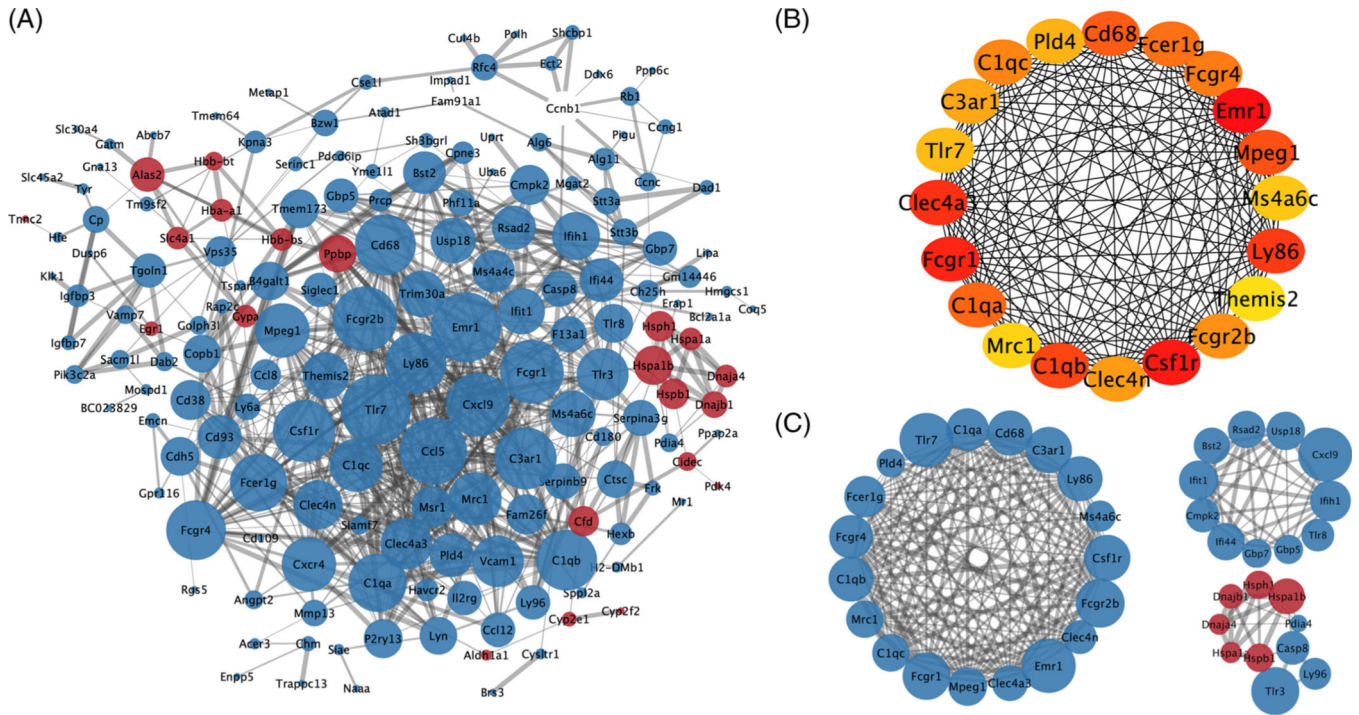 (A)
Cul4b
Polh
Shcbp1
Rfc4
Ect2
Ddx6
Ppp6c
Cse1l
Impad1
Rb1
Metap1
Atad1
Fam91a1
Ccnb1
Tmem64
Bzw1
Ccng1
Slc30a4
Abcb7
Kpna3
Sh3bgrl
Uprt
Alg6
Pigu
Gatm
Hbb-bt
Serinc1
Pdcd6ip
Cpne3
Alg11
Gna13
Alas2
Yme1l1
Bst2
Uba6
Ccnc
Slc45a2
Tyr
Tm9sf2
Hba-a1
Gbp5
Prcp
Cmpk2
Mgat2
Dad1
Tnnc2
Cp
Tmem173
Phf11a
Stt3a
Hfe
Slc4a1
Hbb-bs
Cd68
Usp18
Rsad2
Ifih1
Stt3b
Dusp6
Vps35
Ppbp
Gbp7
Lipa
Klk1
Tgoln1
Tspan
B4galt1
Siglec1
Ms4a4c
Ifi44
Gm14446
Igfbp3
Rap2c
Trim30a
Casp8
Ch25h
Hmgcs1
Vamp7
Egr1
Golph3l
Gypa
Mpeg1
Fcgr2b
Emr1
Ifit1
Erap1
Coq5
Igfbp7
F13a1
Tlr8
Hsph1
Bcl2a1a
Sacm1l
Dab2
Copb1
Hspa1a
Pik3c2a
Ccl8
Themis2
Ly86
Fcgr1
Tlr3
Hspa1b
Dnaja4
Mospd1
Cd38
Ly6a
Tlr7
Cxcl9
Hspb1
Dnajb1
BC023829
Emcn
Csf1r
Ms4a6c
Serpina3g
Cd93
Cd180
Ppap2a
Cdh5
Ccl5
C3ar1
Pdia4
Gpr116
Fcer1g
C1qc
Cidec
Clec4n
Msr1
Mrc1
Serpinb9
Ctsc
Frk
Pdk4
Mr1
Fcgr4
Cd109
Slamf7
Fam26f
Cfd
Clec4a3
Hexb
Cxcr4
Pld4
Vcam1
C1qb
H2-DMb1
Rgs5
C1qa
Angpt2
Havcr2
Il2rg
Ly96
Sppl2a
Mmp13
Cyp2e1
Cyp2f2
Acer3
Chm
Siae
P2ry13
Lyn
Ccl12
Aldh1a1
Cysltr1
Enpp5
Trappc13
Naaa
Brs3
(B)
Pld4
Cd68
Fcer1g
C1qc
Fcgr4
C3ar1
Emr1
Tlr7
Mpeg1
Clec4a
Ms4a6c
Fcgr1
Ly86
C1qa
Themis2
Mrc1
Fcgr2b
C1qb
Clec4n
Csf1r
(C)
Tlr7
C1qa
Cd68
C3ar1
Pld4
Ly86
Fcer1g
Ms4a6c
Fcgr4
Csf1r
C1qb
Fcgr2b
Mrc1
Clec4n
C1qc
Emr1
Fcgr1
Mpeg1
Clec4a3
Rsad2
Usp18
Bst2
Cxcl9
Ifit1
Ifih1
Cmpk2
Tlr8
Ifi44
Gbp7
Gbp5
Hsph1
Dnajb1
Hspa1b
Dnaja4
Pdia4
Hspa1
Hspb1
Casp8
Ly96
Tlr3